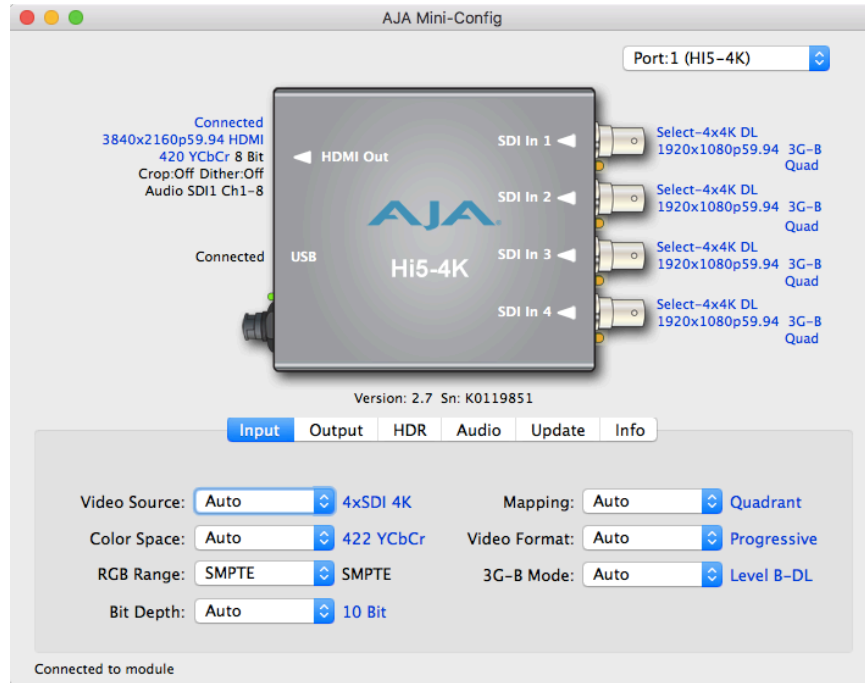 AJA Mini-Config
Port:1 (HI5-4K)
Connected
3840x2160p59.94 HDMI
420 YCbCr 8 Bit
Crop:Off Dither:Off
Audio SDI1 Ch1-8
HDMI Out
Connected
USB
AJA
Hi5-4K
SDI In 1
SDI In 2
SDI In 3
SDI In 4
Select-4x4K DL
1920x1080p59.94 3G-B
Quad
Select-4x4K DL
1920x1080p59.94 3G-B
Quad
Select-4x4K DL
1920x1080p59.94 3G-B
Quad
Select-4x4K DL
1920x1080p59.94 3G-B
Quad
Version: 2.7 Sn: K0119851
Input Output HDR Audio Update Info
Video Source: Auto 4xSDI 4K
Color Space: Auto 422 YCbCr
RGB Range: SMPTE SMPTE
Bit Depth: Auto 10 Bit
Mapping: Auto Quadrant
Video Format: Auto Progressive
3G-B Mode: Auto Level B-DL
Connected to module